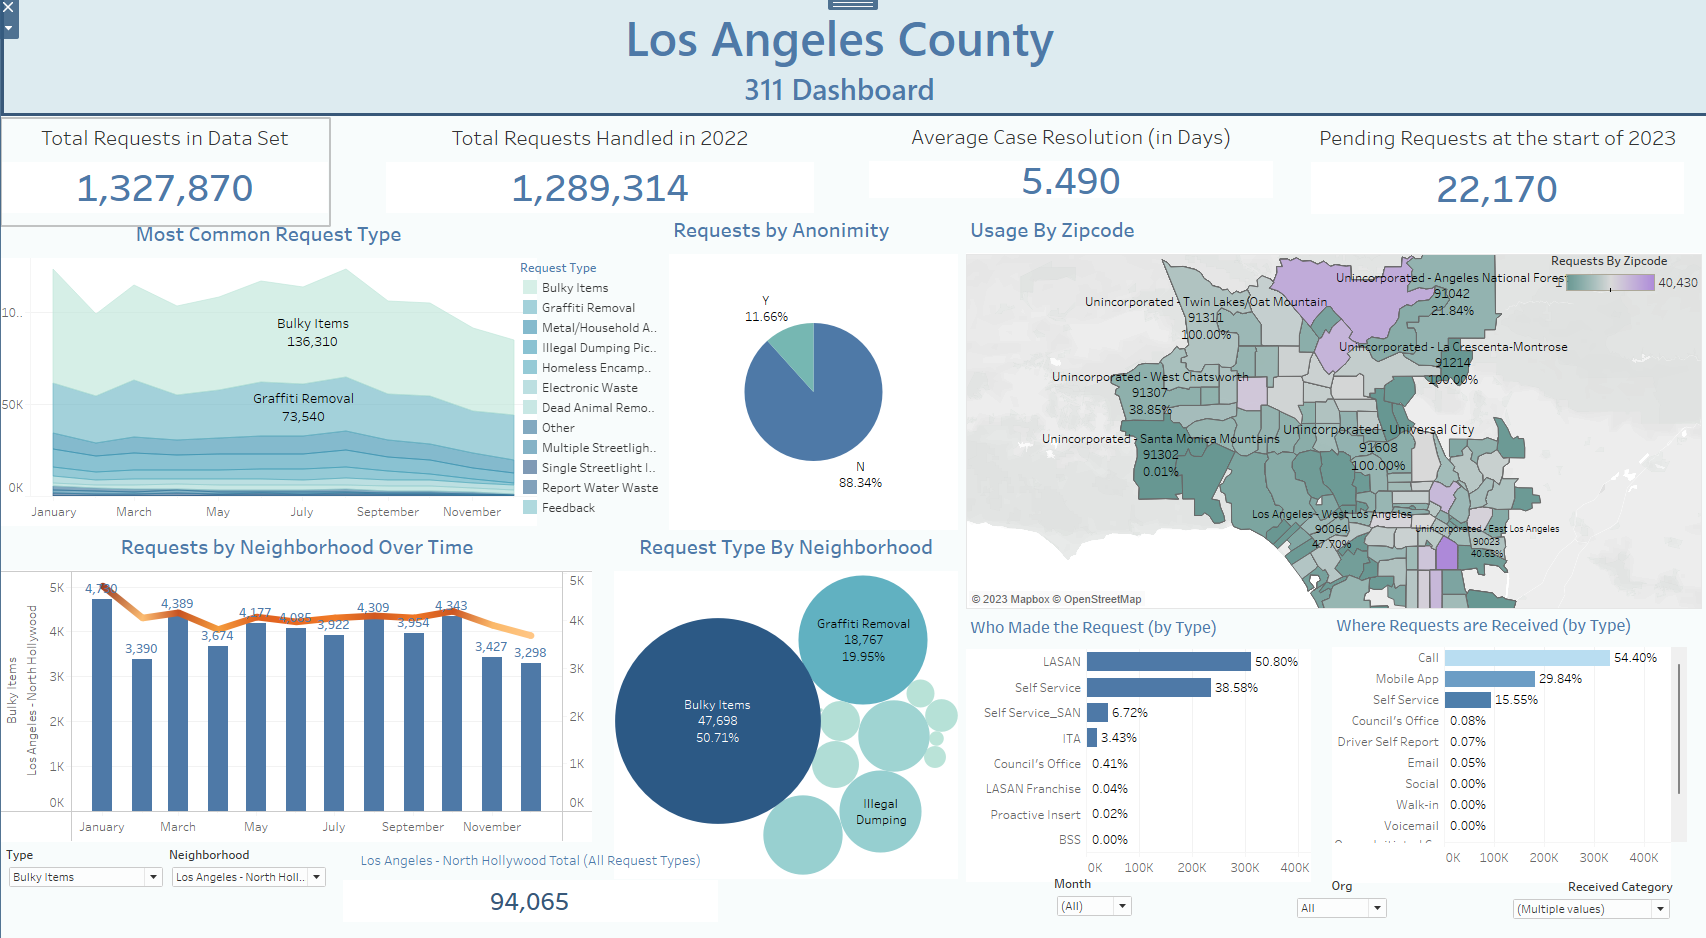 Los Angeles County
311 Dashboard
Total Requests in Data Set
1,327,870
Total Requests Handled in 2022
1,289,314
Average Case Resolution (in Days)
5.490
Pending Requests at the start of 2023
22,170
Most Common Request Type
10..
50K
0K
Bulky Items
136,310
Graffiti Removal
73,540
January
March
May
July
September
November
Request Type
Bulky Items
Graffiti Removal
Metal/Household A..
Illegal Dumping Pic..
Homeless Encamp..
Electronic Waste
Dead Animal Remo..
Other
Multiple Streetligh..
Single Streetlight I..
Report Water Waste
Feedback
Requests by Anonimity
Y
11.66%
N
88.34%
Usage By Zipcode
Requests By Zipcode
1
40,430
Unincorporated - Angeles National Forest
91042
21.84%
Unincorporated - Twin Lakes/Oat Mountain
91311
100.00%
Unincorporated - La Crescenta-Montrose
91214
100.00%
Unincorporated - West Chatsworth
91307
38.85%
Unincorporated - Universal City
91608
100.00%
Unincorporated - Santa Monica Mountains
91302
0.01%
Los Angeles - West Los Angeles
90064
47.70%
Unincorporated - East Los Angeles
90023
40.63%
© 2023 Mapbox © OpenStreetMap
Requests by Neighborhood Over Time
Bulky Items
Los Angeles - North Hollywood
5K
4K
3K
2K
1K
0K
3,390
4,389
3,674
4,177
4,085
3,922
4,309
3,954
4,343
3,427
3,298
5K
4K
3K
2K
1K
0K
January
March
May
July
September
November
Type
Bulky Items
Neighborhood
Los Angeles - North Holl..
Request Type By Neighborhood
Graffiti Removal
18,767
19.95%
Bulky Items
47,698
50.71%
Illegal
Dumping
Los Angeles - North Hollywood Total (All Request Types)
94,065
Who Made the Request (by Type)
LASAN 50.80%
Self Service 38.58%
Self Service_SAN 6.72%
ITA 3.43%
Council's Office 0.41%
LASAN Franchise 0.04%
Proactive Insert 0.02%
BSS 0.00%
0K 100K 200K 300K 400K
Month
(All)
Where Requests are Received (by Type)
Call 54.40%
Mobile App 29.84%
Self Service 15.55%
Council's Office 0.08%
Driver Self Report 0.07%
Email 0.05%
Social 0.00%
Walk-in 0.00%
Voicemail 0.00%
0K 100K 200K 300K 400K
Org
All
Received Category
(Multiple values)